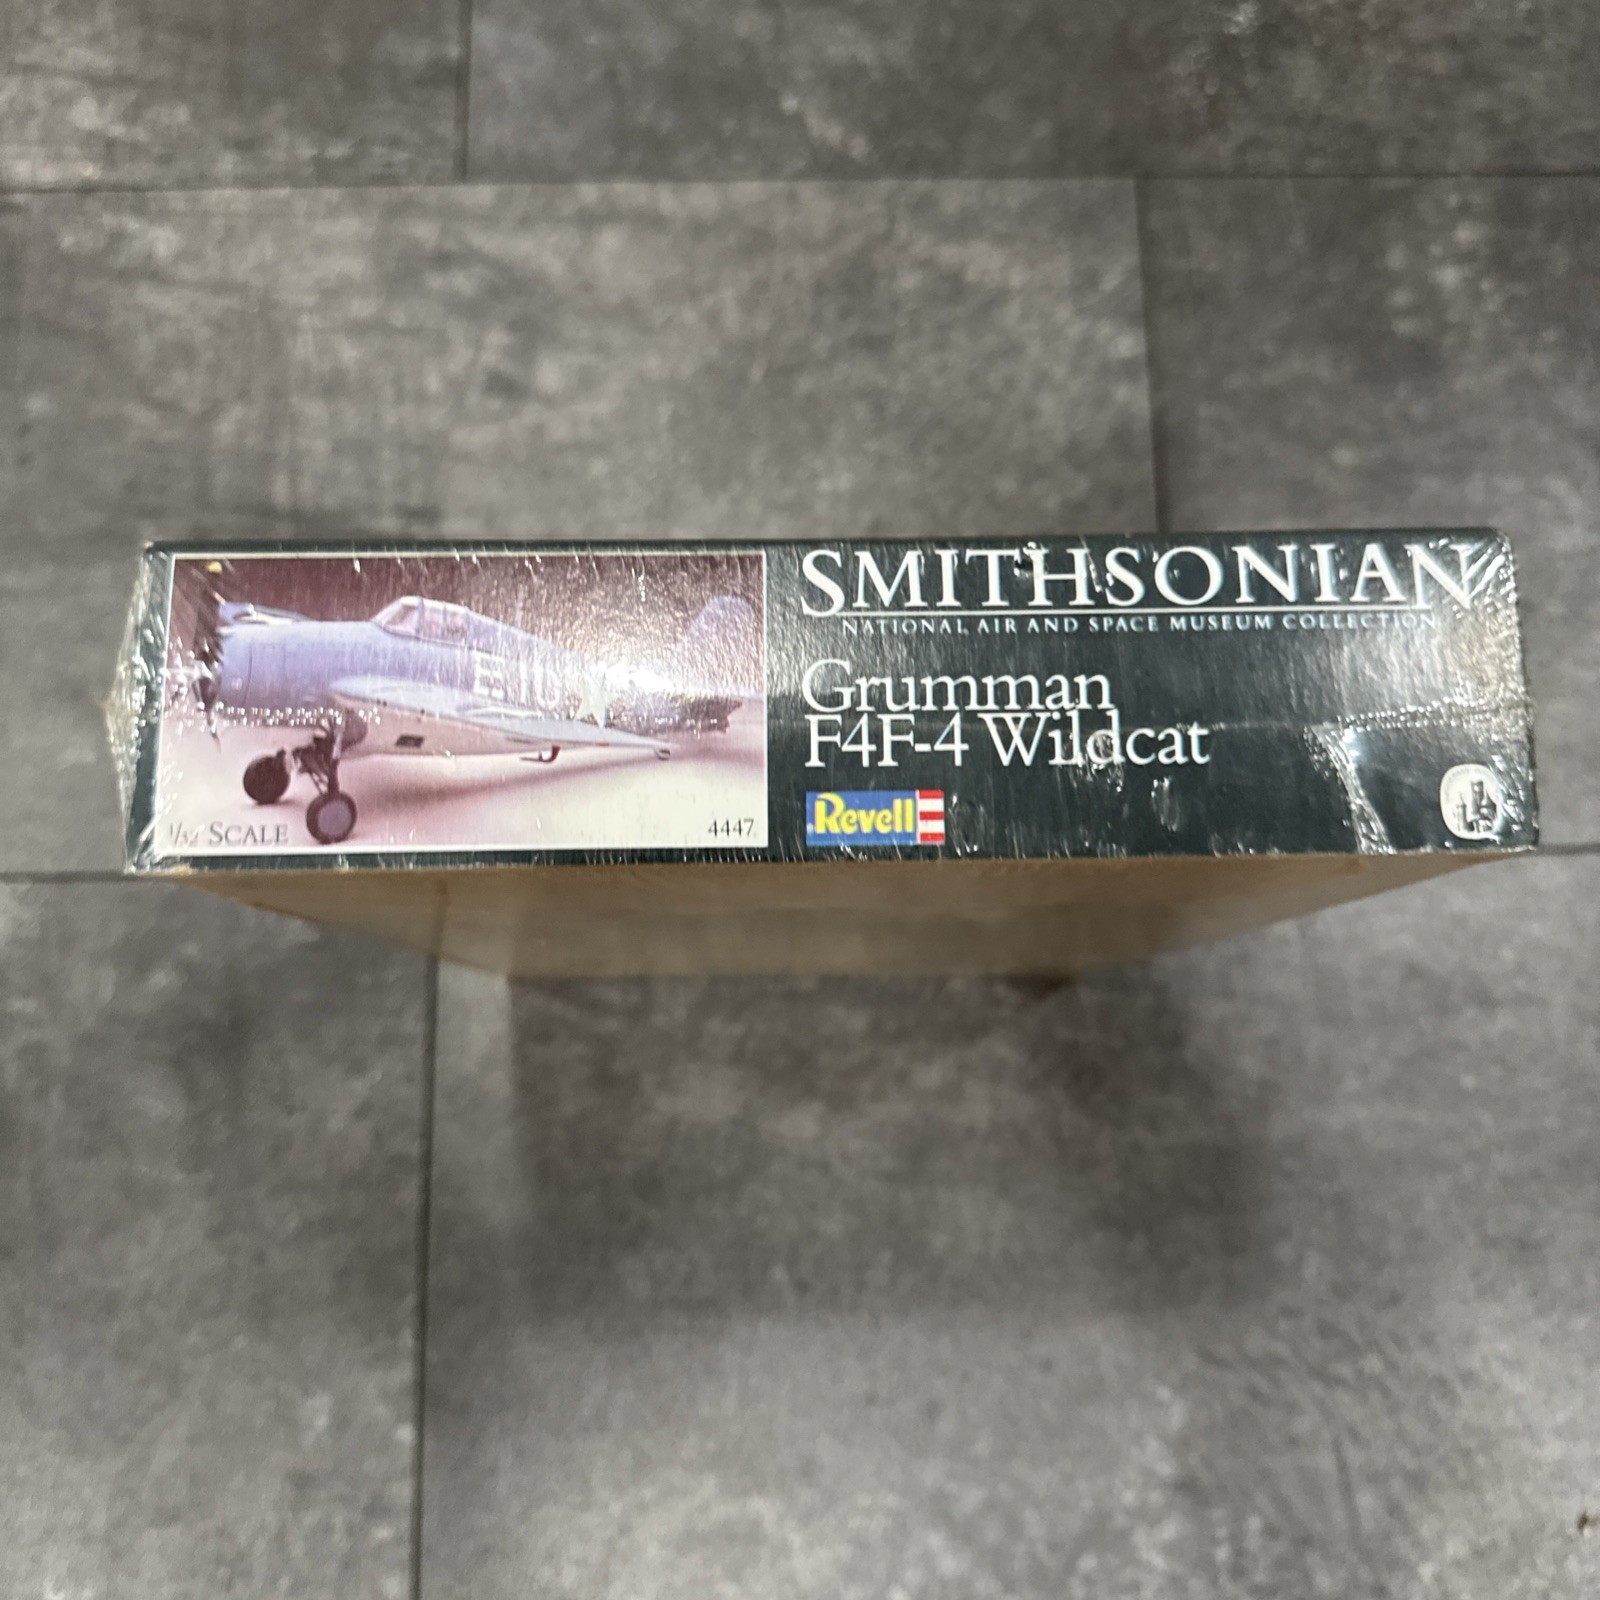 SMITHSONIAN
NATIONAL AIR AND SPACE MUSEUM COLLECTION
Grumman
F4F-4 Wildcat
Revell
1/32 SCALE
4447